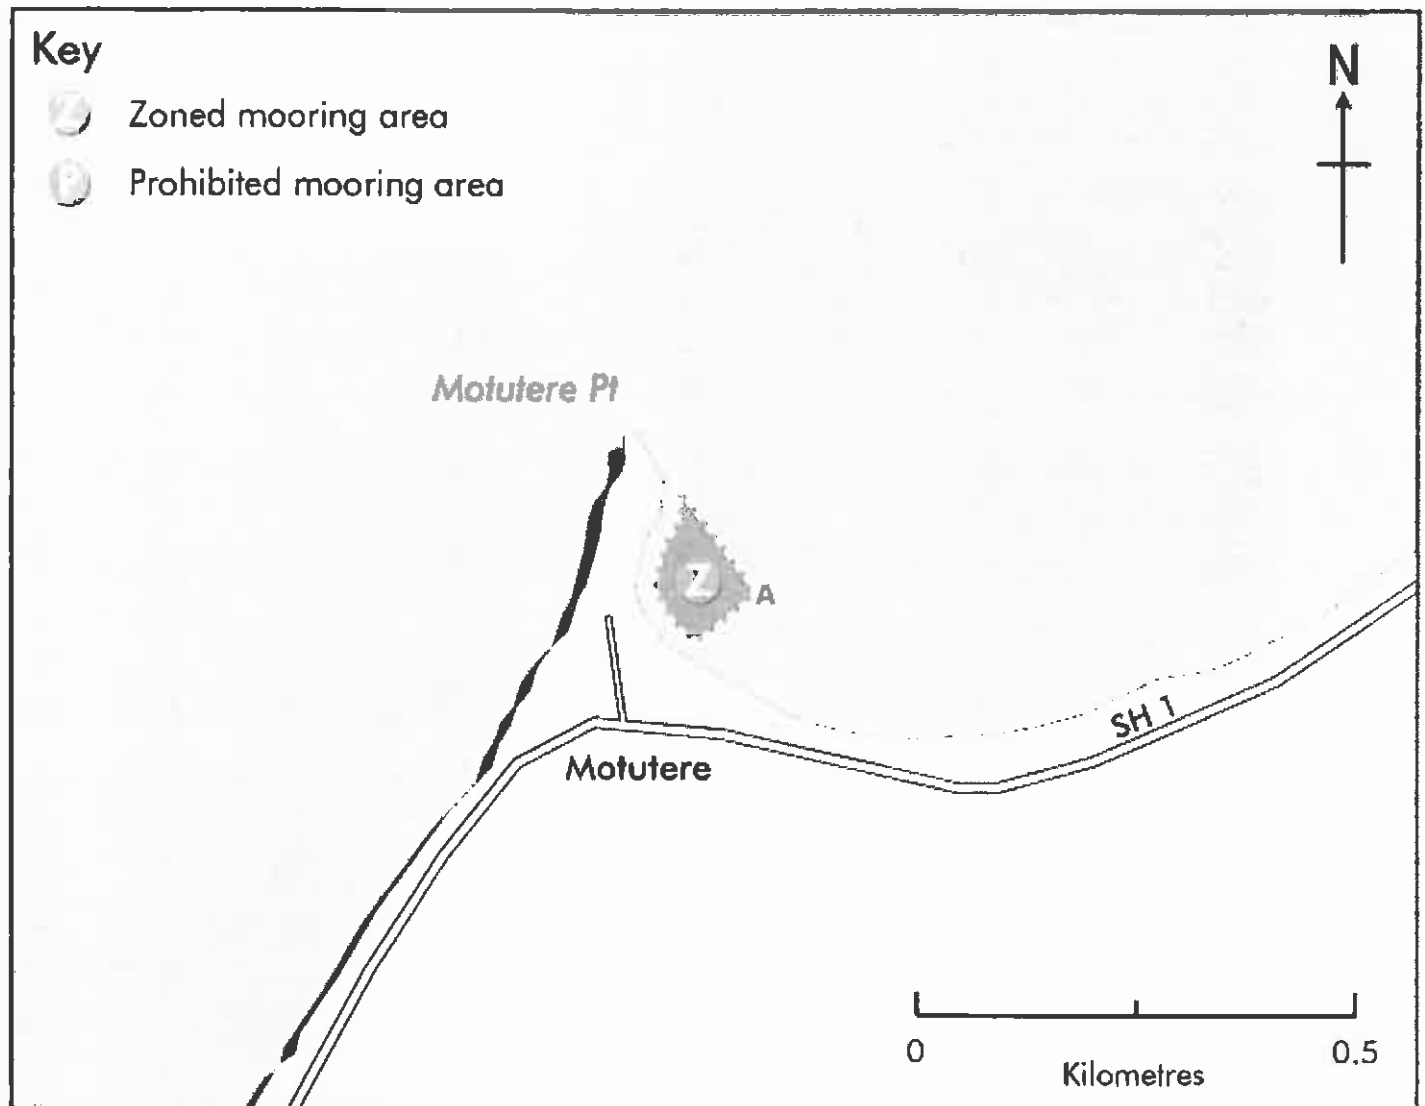 Key
N
Z Zoned mooring area
P Prohibited mooring area
Motutere Pt
Z
A
SH 1
Motutere
0
0.5
Kilometres